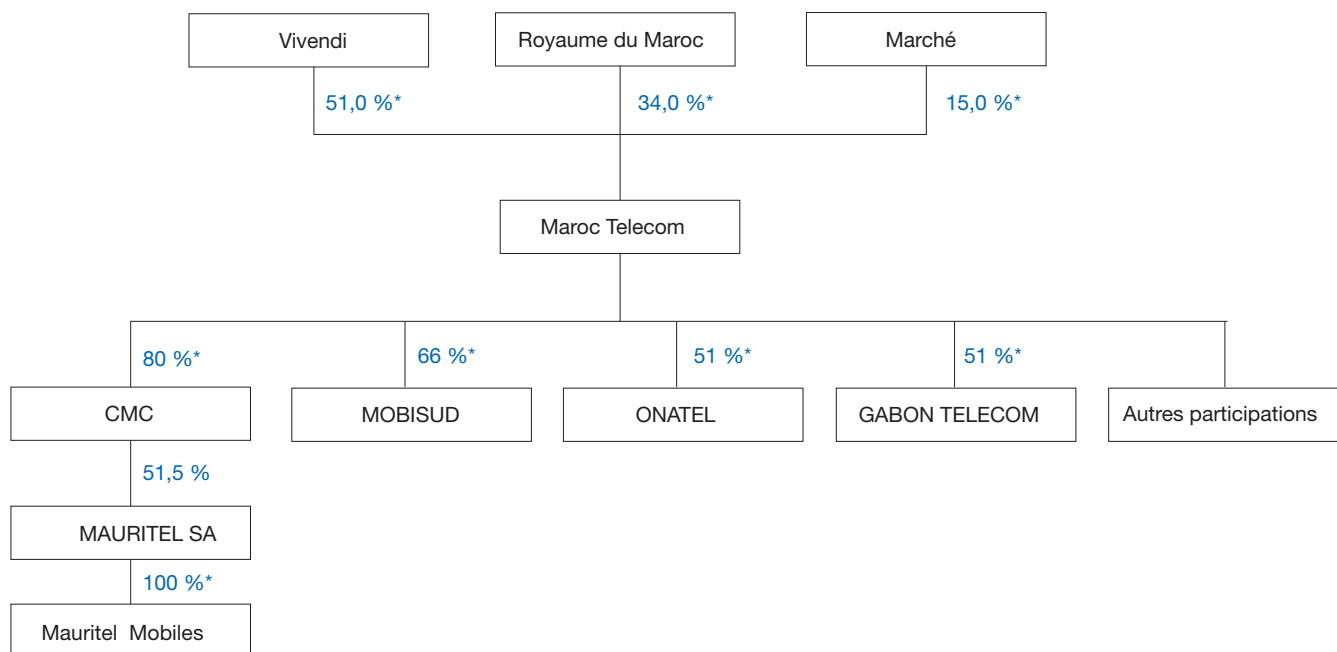 Vivendi
Royaume du Maroc
Marché
51,0 %*
34,0 %*
15,0 %*
Maroc Telecom
80 %*
66 %*
51 %*
51 %*
CMC
MOBISUD
ONATEL
GABON TELECOM
Autres participations
51,5 %
MAURITEL SA
100 %*
Mauritel Mobiles